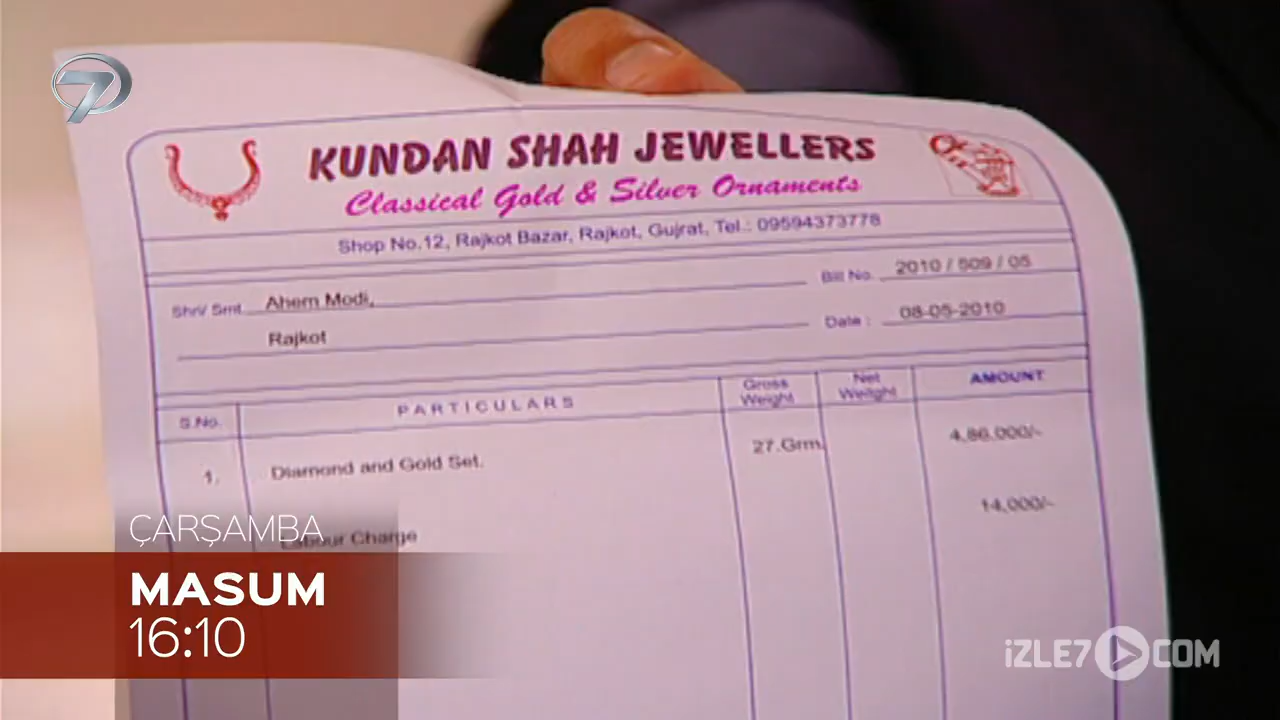 7
KUNDAN SHAH JEWELLERS
Classical Gold & Silver Ornaments
Shop No.12, Rajkot Bazar, Rajkot, Gujrat, Tel.: 09594373778
Bill No. 2010 / 509 / 05
Shri/ Smt. Ahem Modi,
Date : 08-05-2010
Rajkot
S.No. PARTICULARS Gross Weight Net Weight AMOUNT
1. Diamond and Gold Set. 27.Grm. 4,86,000/-
Labour Charge 14,000/-
ÇARŞAMBA
MASUM
16:10
iZLE7.COM